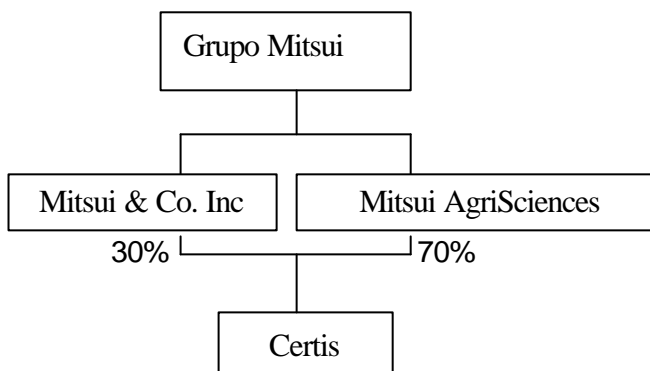 Grupo Mitsui
Mitsui & Co. Inc
Mitsui AgriSciences
30%
70%
Certis